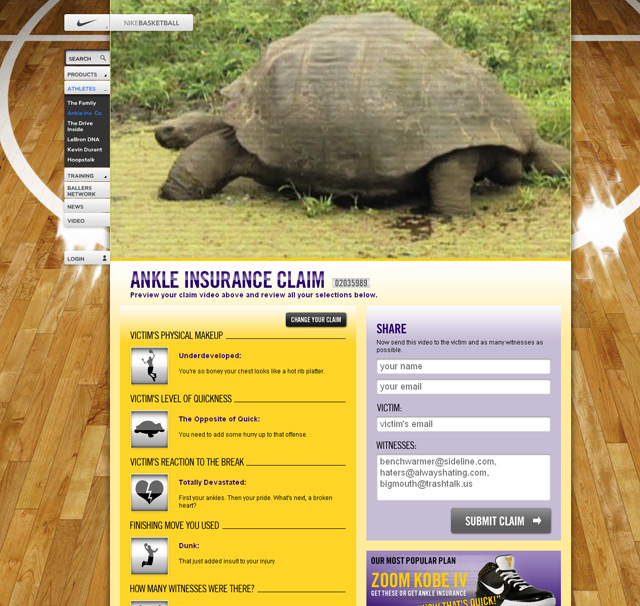 NIKEBASKETBALL
SEARCH
PRODUCTS
ATHLETES
The Family
Ankle Ins. Co.
The Drive
Inside
LeBron DNA
Kevin Durant
Hoopstalk
TRAINING
BALLERS
NETWORK
NEWS
VIDEO
LOGIN
ANKLE INSURANCE CLAIM 02035989
Preview your claim video above and review all your selections below.
CHANGE YOUR CLAIM
VICTIM'S PHYSICAL MAKEUP
Underdeveloped:
You're so boney your chest looks like a hot rib platter.
VICTIM'S LEVEL OF QUICKNESS
The Opposite of Quick:
You need to add some hurry up to that offense.
VICTIM'S REACTION TO THE BREAK
Totally Devastated:
First your ankles. Then your pride. What's next, a broken
heart?
FINISHING MOVE YOU USED
Dunk:
That just added insult to your injury.
HOW MANY WITNESSES WERE THERE?
SHARE
Now send this video to the victim and as many witnesses as
possible.
your name
your email
VICTIM:
victim's email
WITNESSES:
benchwarmer@sideline.com,
haters@alwayshating.com,
bigmouth@trashtalk.us
SUBMIT CLAIM
OUR MOST POPULAR PLAN
ZOOM KOBE IV
GET THESE OR GET ANKLE INSURANCE
NOW THAT'S QUICK!"